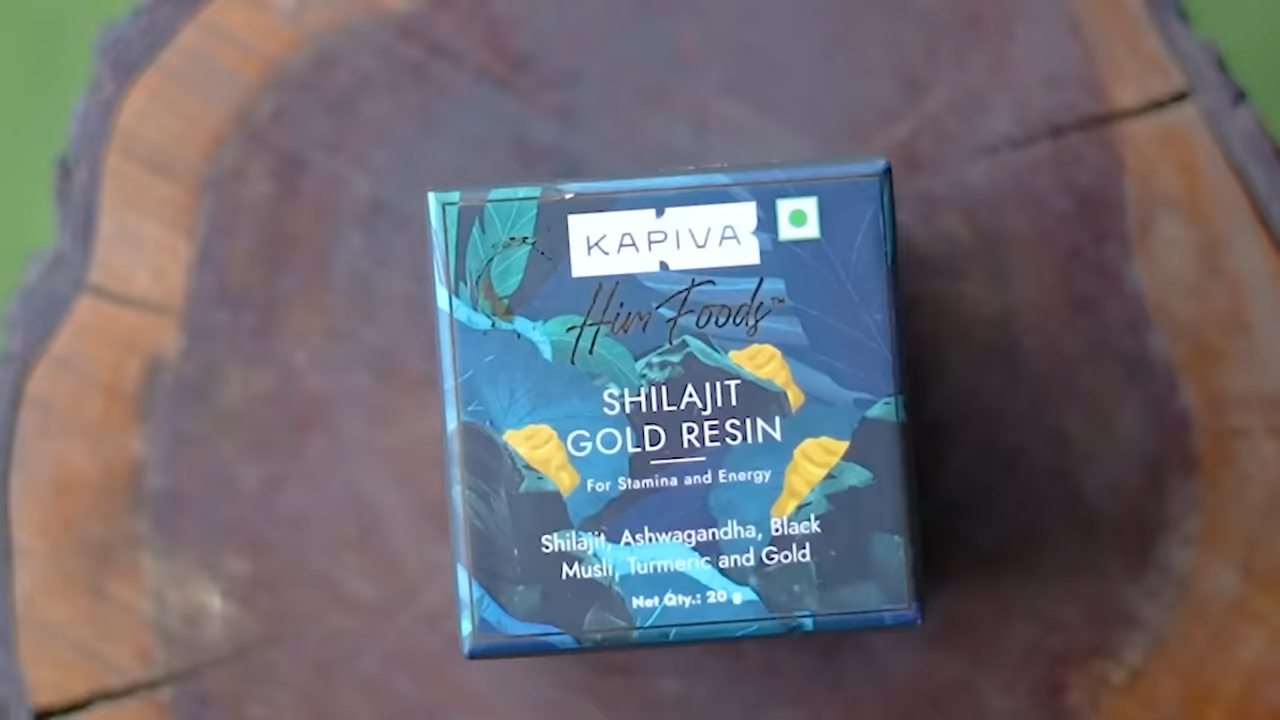 KAPIVA
Him Foods™
SHILAJIT
GOLD RESIN
For Stamina and Energy
Shilajit, Ashwagandha, Black
Musli, Turmeric and Gold
Net Qty.: 20 g